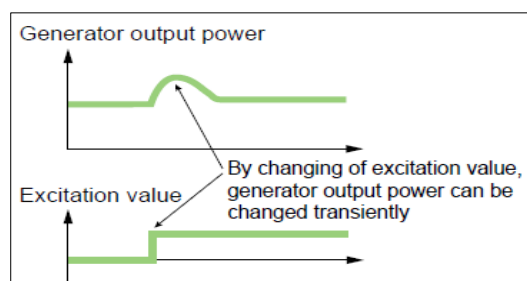 Generator output power
By changing of excitation value,
generator output power can be
changed transiently
Excitation value